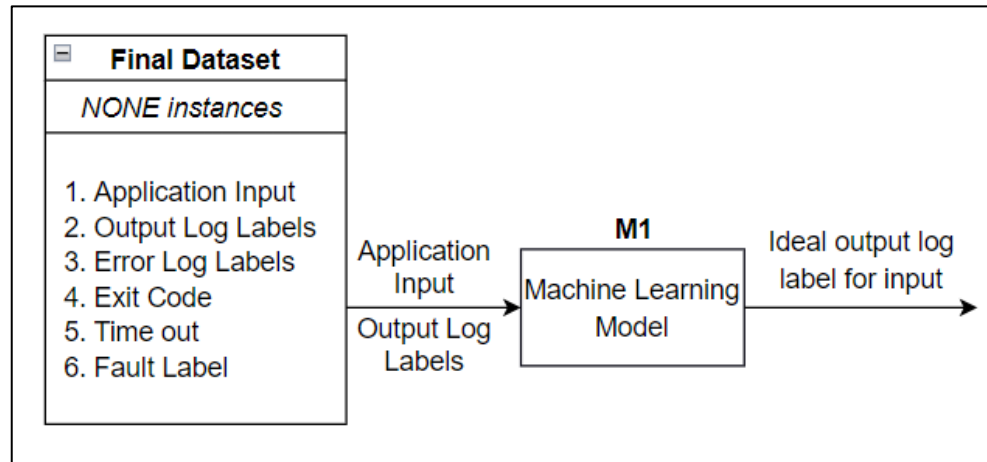 Final Dataset
NONE instances
1. Application Input
2. Output Log Labels
3. Error Log Labels
4. Exit Code
5. Time out
6. Fault Label
Application
Input
Output Log
Labels
M1
Machine Learning
Model
Ideal output log
label for input